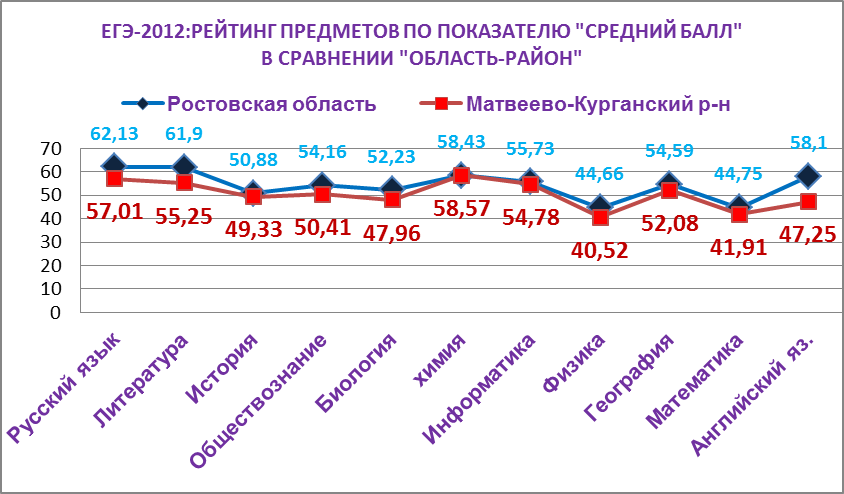 ЕГЭ-2012:РЕЙТИНГ ПРЕДМЕТОВ ПО ПОКАЗАТЕЛЮ "СРЕДНИЙ БАЛЛ"
В СРАВНЕНИИ "ОБЛАСТЬ-РАЙОН"
Ростовская область Матвеево-Курганский р-н
62,13 61,9 50,88 54,16 52,23 58,43 55,73 44,66 54,59 44,75 58,1
57,01 55,25 49,33 50,41 47,96 58,57 54,78 40,52 52,08 41,91 47,25
70
60
50
40
30
20
10
0
Русский язык
Литература
История
Обществознание
Биология
химия
Информатика
Физика
География
Математика
Английский яз.